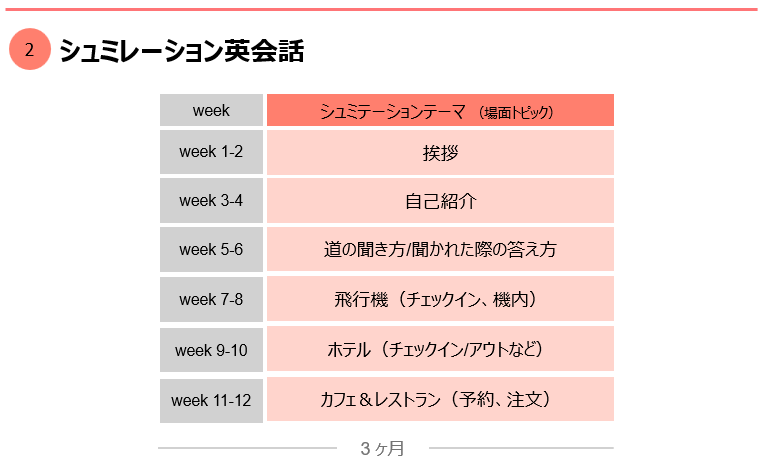 2 シュミレーション英会話
week シュミテーションテーマ （場面トピック）
week 1-2 挨拶
week 3-4 自己紹介
week 5-6 道の聞き方/聞かれた際の答え方
week 7-8 飛行機（チェックイン、機内）
week 9-10 ホテル（チェックイン/アウトなど）
week 11-12 カフェ＆レストラン（予約、注文）
3 ヶ月